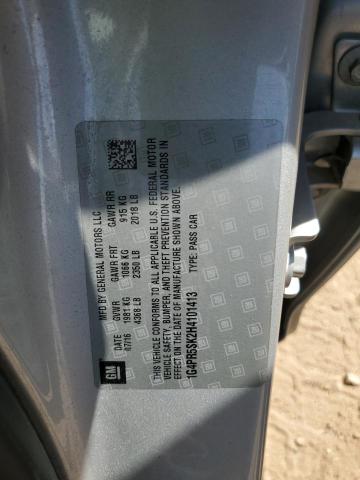 MFD BY GENERAL MOTORS LLC
DATE GVWR GAWR FRT GAWR RR
07/16 1981 KG 1066 KG 915 KG
4368 LB 2350 LB 2018 LB
THIS VEHICLE CONFORMS TO ALL APPLICABLE U.S. FEDERAL MOTOR
VEHICLE SAFETY, BUMPER, AND THEFT PREVENTION STANDARDS IN
EFFECT ON THE DATE OF MANUFACTURE SHOWN ABOVE.
1G4PR5SK2H4101413 TYPE: PASS CAR
GM